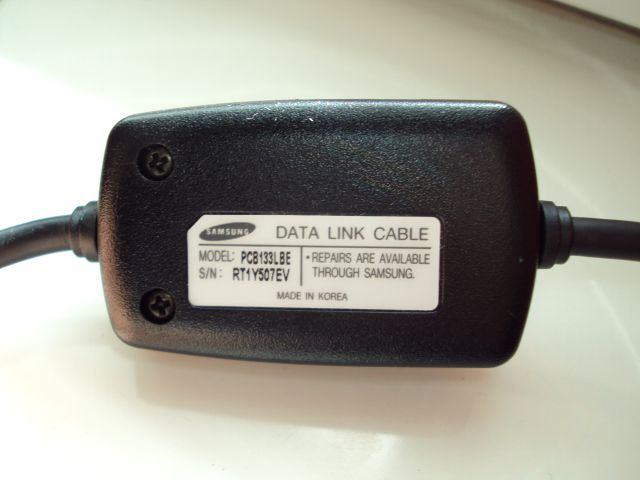 SAMSUNG DATA LINK CABLE
MODEL: PCB133LBE
S/N: RT1Y507EV
• REPAIRS ARE AVAILABLE
THROUGH SAMSUNG.
MADE IN KOREA